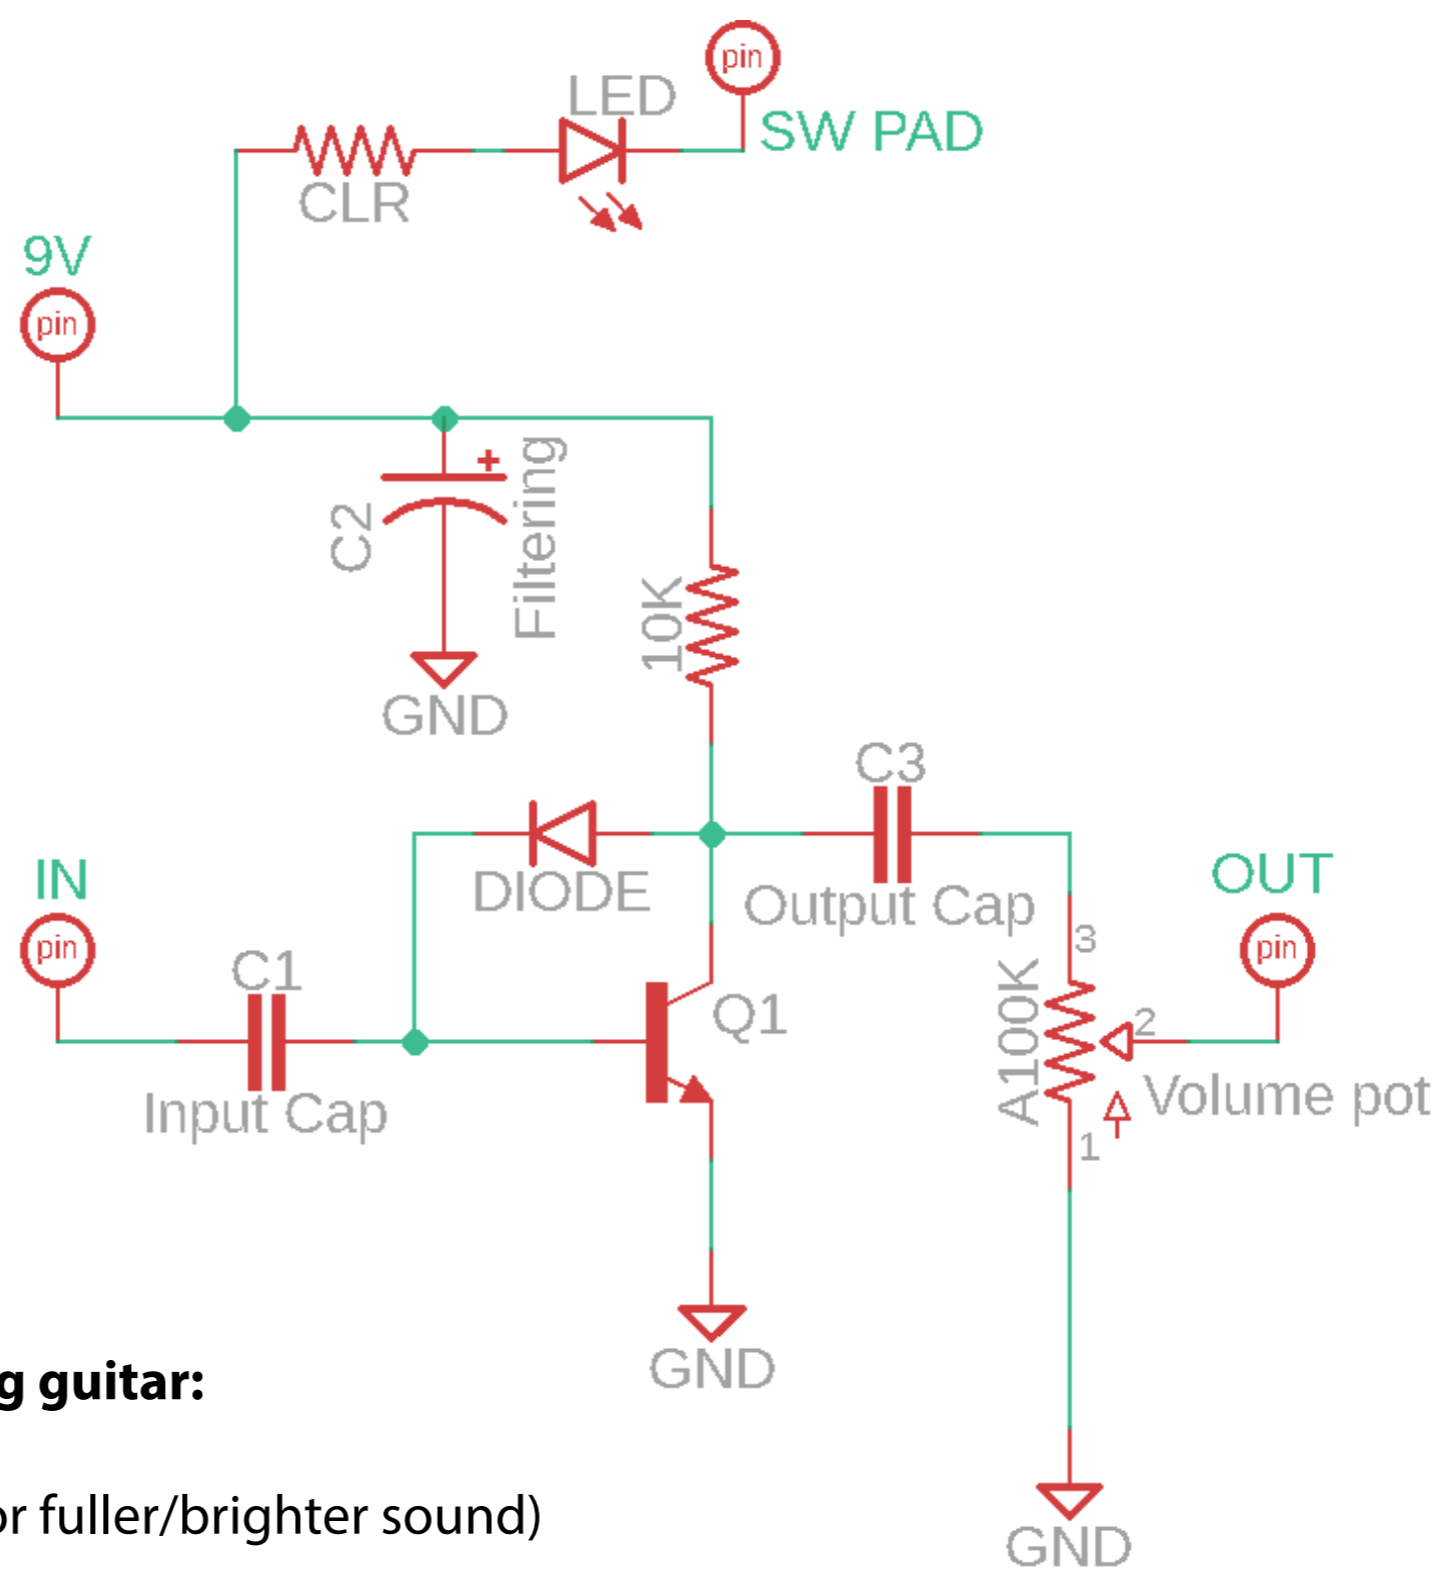 pin
LED
SW PAD
CLR
9V
pin
C2
Filtering
+
GND
10K
C3
Output Cap
DIODE
IN
pin
C1
Input Cap
Q1
OUT
pin
3
A100K
2
Volume pot
1
GND
g guitar:
or fuller/brighter sound)
GND